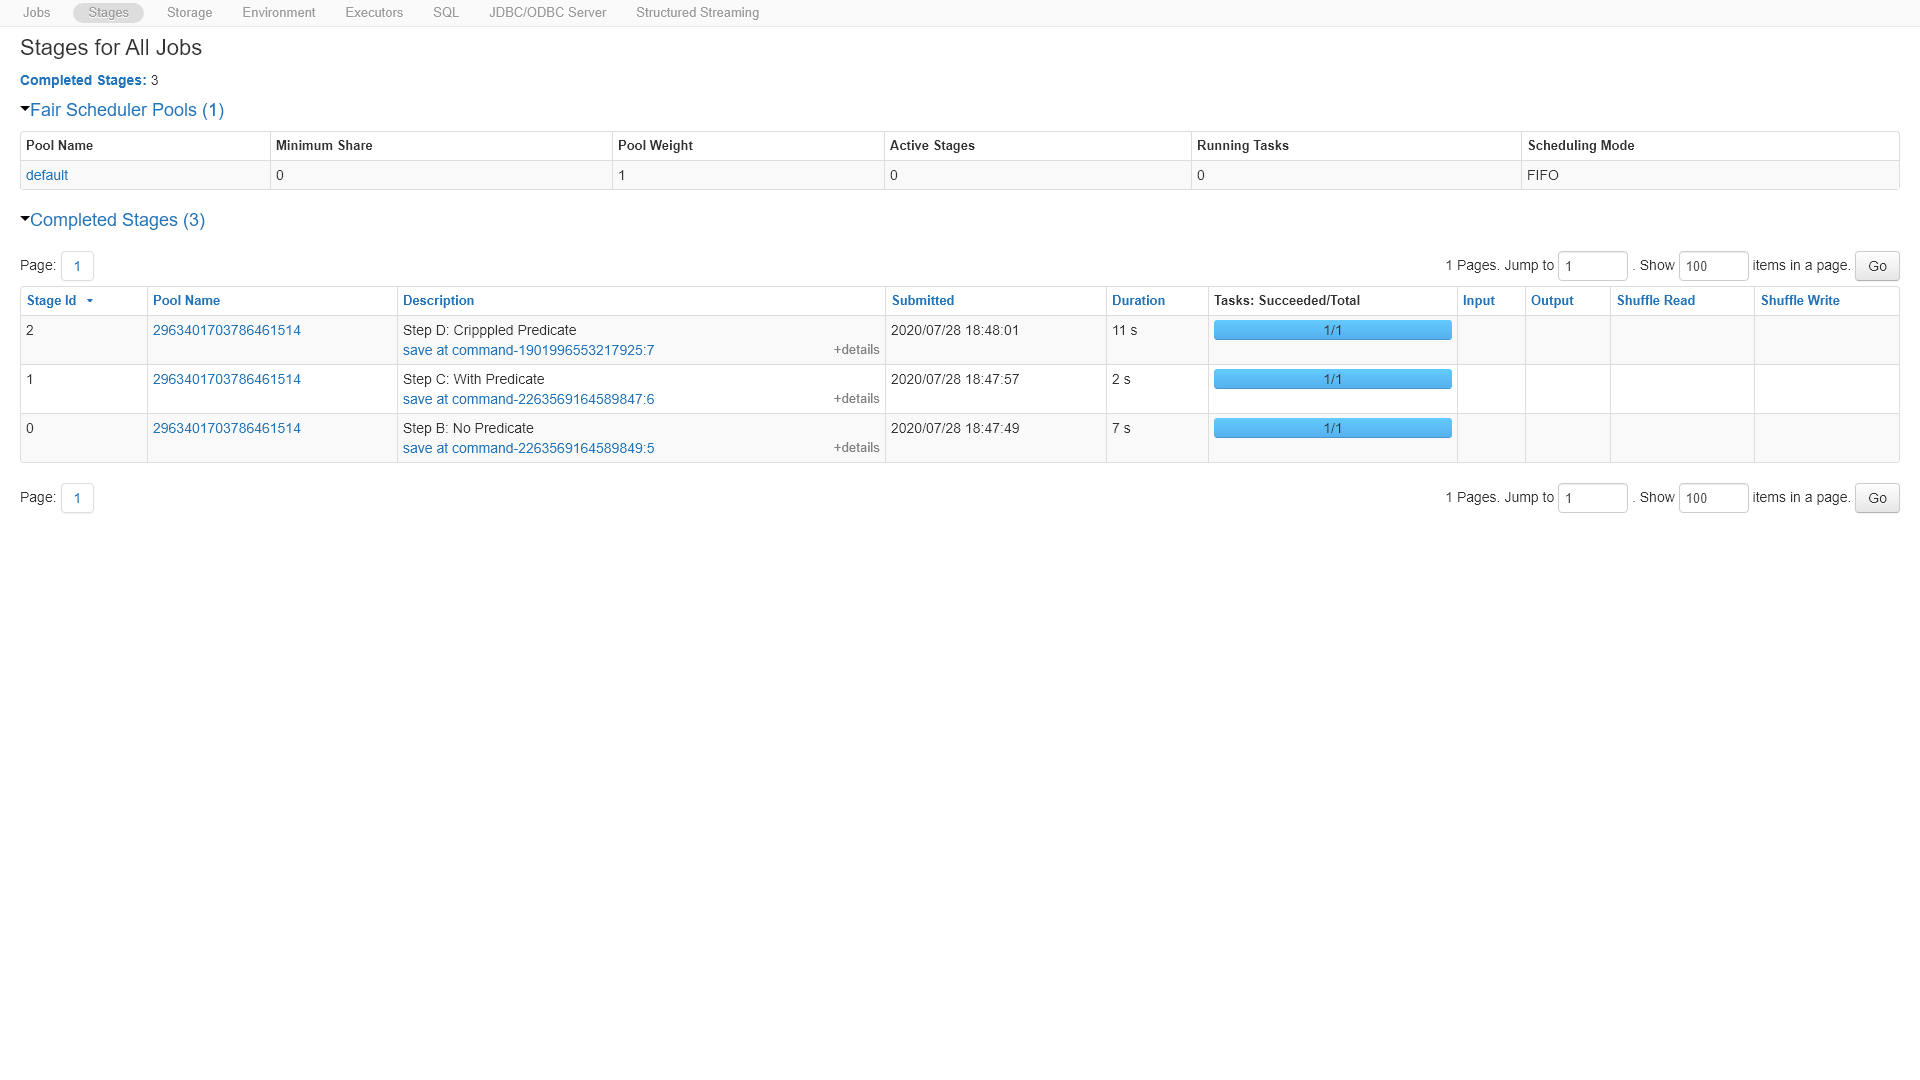 Jobs Stages Storage Environment Executors SQL JDBC/ODBC Server Structured Streaming
Stages for All Jobs
Completed Stages: 3
Fair Scheduler Pools (1)
Pool Name Minimum Share Pool Weight Active Stages Running Tasks Scheduling Mode
default 0 1 0 0 FIFO
Completed Stages (3)
Page: 1 1 Pages. Jump to 1 . Show 100 items in a page. Go
Stage Id Pool Name Description Submitted Duration Tasks: Succeeded/Total Input Output Shuffle Read Shuffle Write
2 2963401703786461514 Step D: Cripppled Predicate 2020/07/28 18:48:01 11 s 1/1
save at command-1901996553217925:7 +details
1 2963401703786461514 Step C: With Predicate 2020/07/28 18:47:57 2 s 1/1
save at command-2263569164589847:6 +details
0 2963401703786461514 Step B: No Predicate 2020/07/28 18:47:49 7 s 1/1
save at command-2263569164589849:5 +details
Page: 1 1 Pages. Jump to 1 . Show 100 items in a page. Go